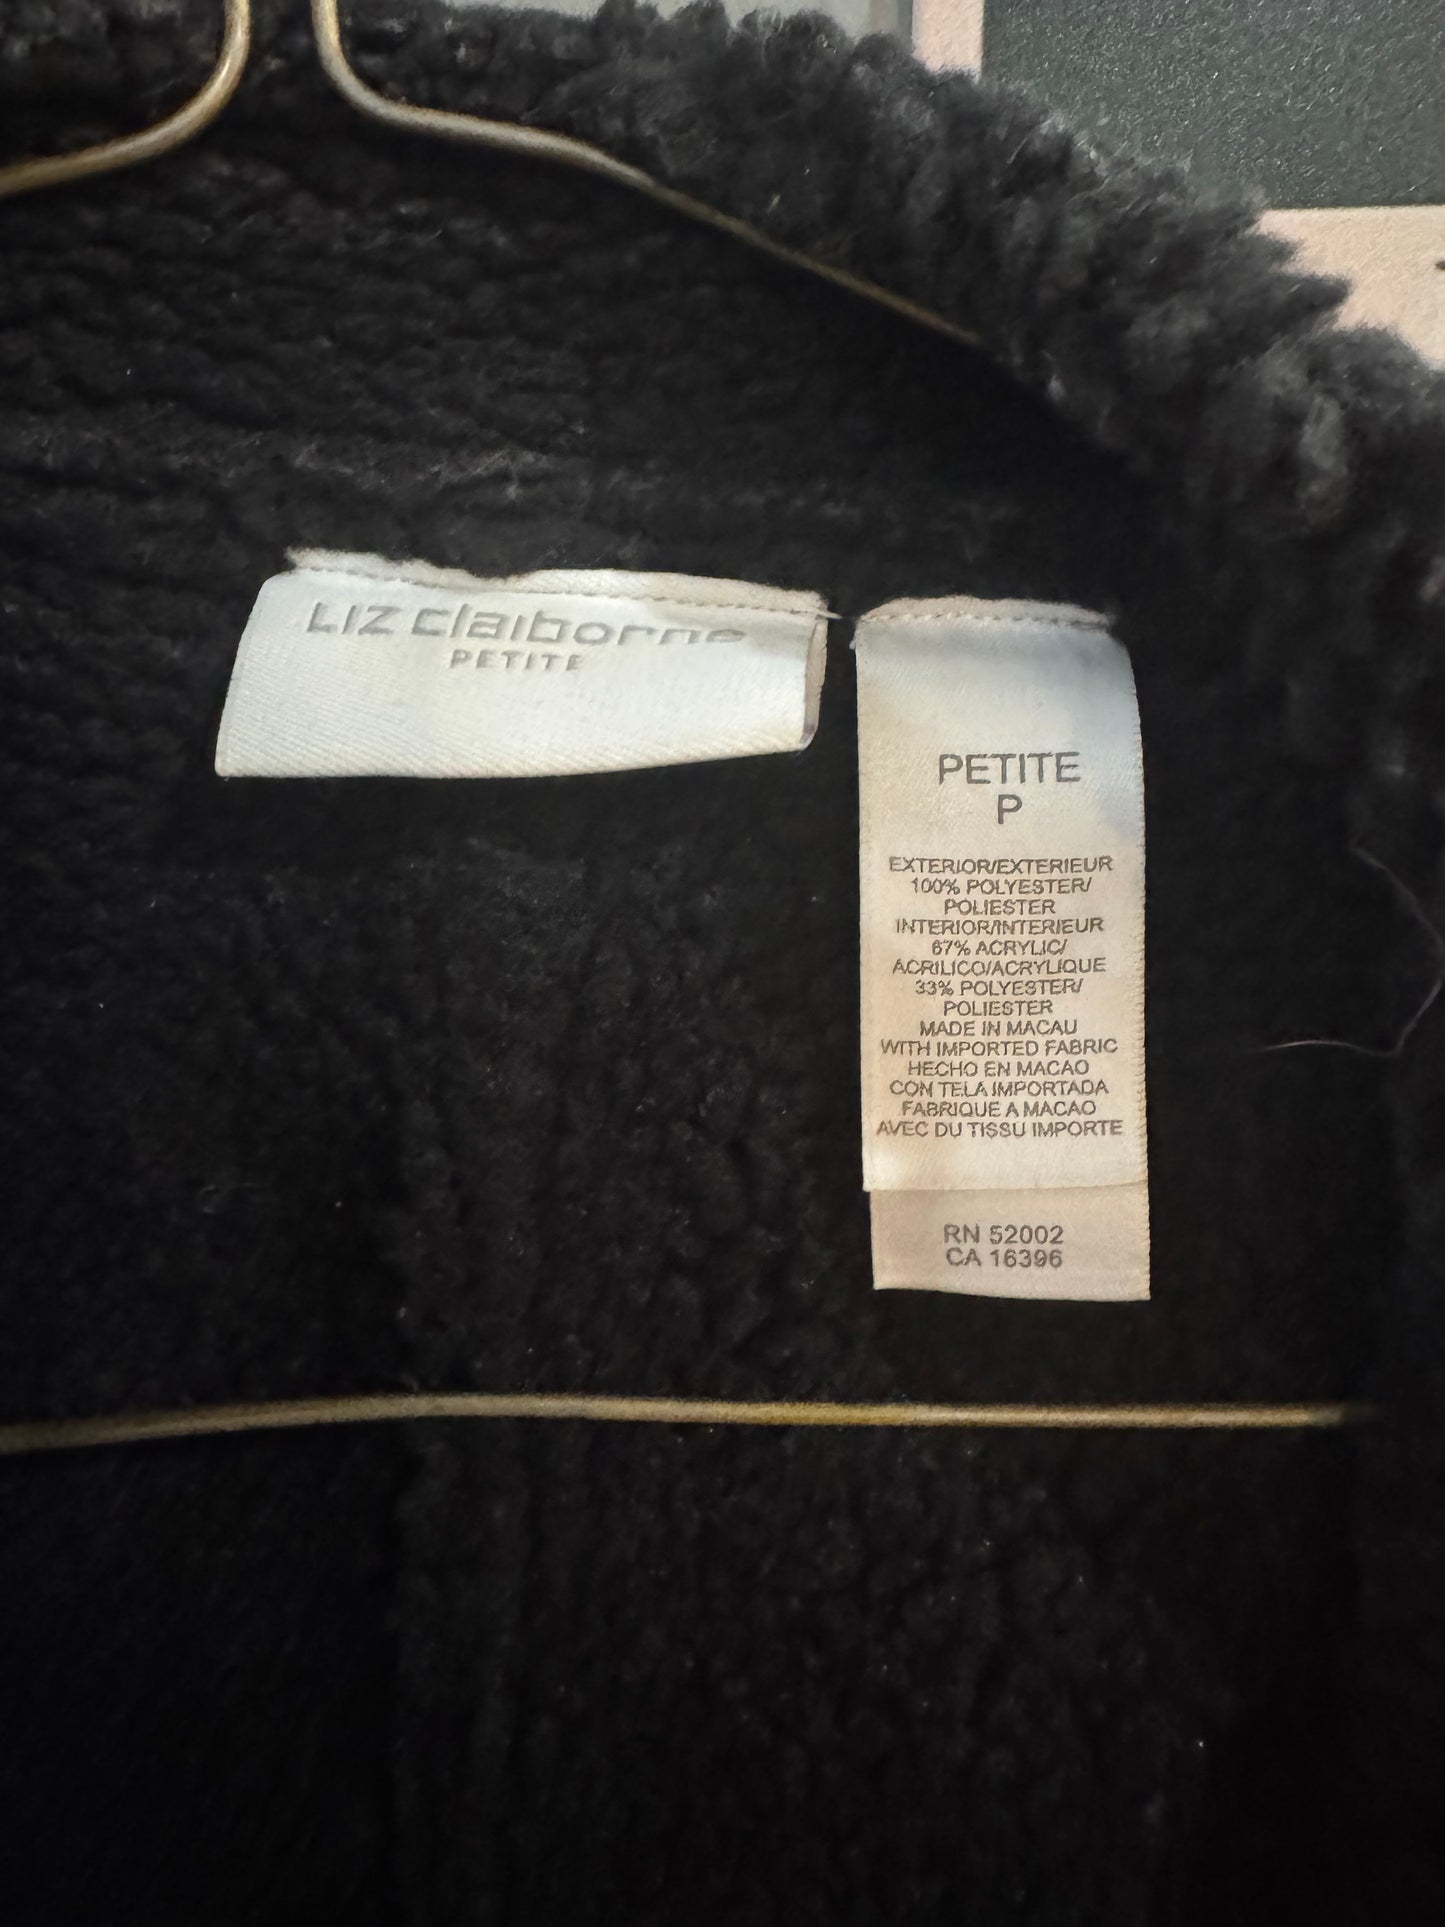 LIZ claiborne
PETITE
PETITE
P
EXTERIOR/EXTERIEUR
100% POLYESTER/
POLIESTER
INTERIOR/INTERIEUR
67% ACRYLIC/
ACRILICO/ACRYLIQUE
33% POLYESTER/
POLIESTER
MADE IN MACAU
WITH IMPORTED FABRIC
HECHO EN MACAO
CON TELA IMPORTADA
FABRIQUE A MACAO
AVEC DU TISSU IMPORTE
RN 52002
CA 16396